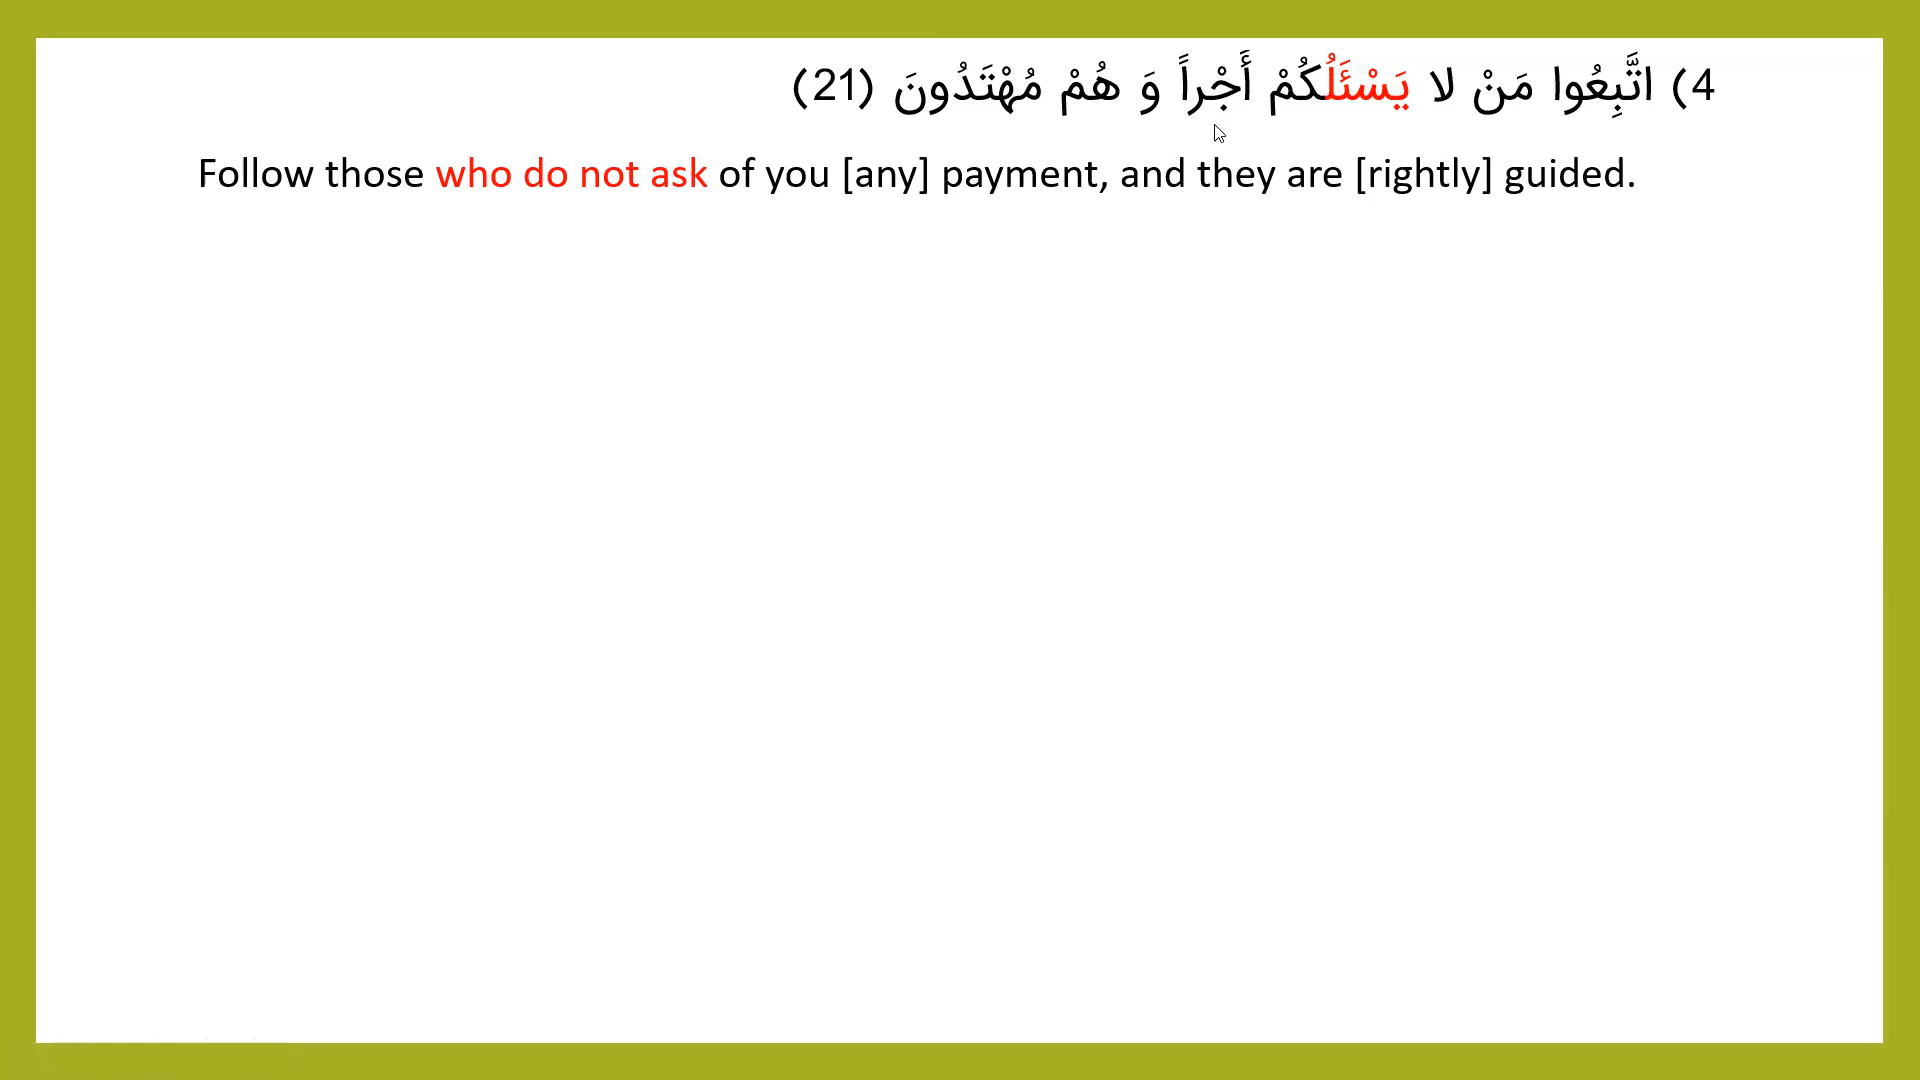 4) اتَّبِعُوا مَنْ لا يَسْئَلُكُمْ أَجْراً وَ هُمْ مُهْتَدُونَ (21)
Follow those who do not ask of you [any] payment, and they are [rightly] guided.